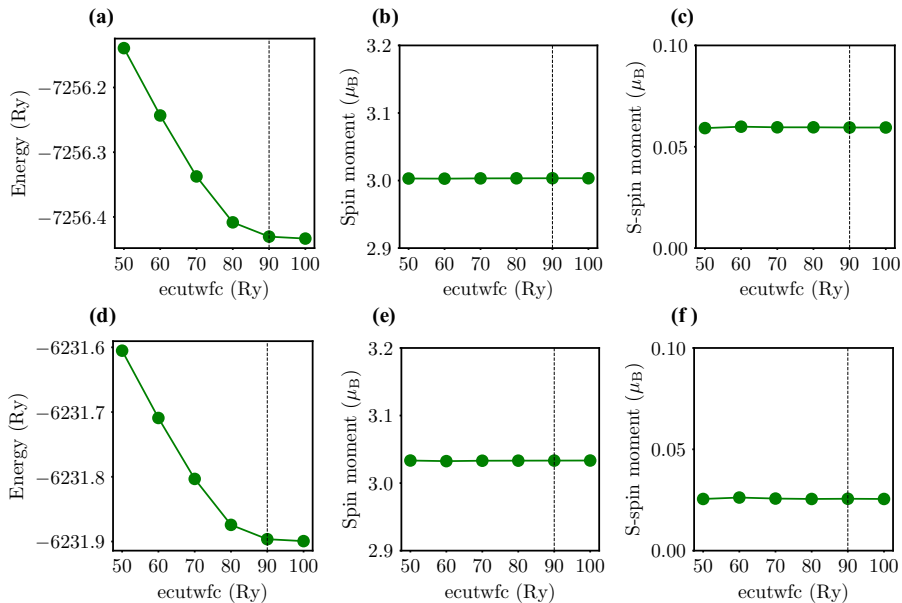 (a)
Energy (Ry)
−7256.2
−7256.3
−7256.4
50 60 70 80 90 100
ecutwfc (Ry)
(b)
Spin moment (μB)
3.2
3.1
3.0
2.9
50 60 70 80 90 100
ecutwfc (Ry)
(c)
S-spin moment (μB)
0.10
0.05
0.00
50 60 70 80 90 100
ecutwfc (Ry)
(d)
Energy (Ry)
−6231.6
−6231.7
−6231.8
−6231.9
50 60 70 80 90 100
ecutwfc (Ry)
(e)
Spin moment (μB)
3.2
3.1
3.0
2.9
50 60 70 80 90 100
ecutwfc (Ry)
(f)
S-spin moment (μB)
0.10
0.05
0.00
50 60 70 80 90 100
ecutwfc (Ry)